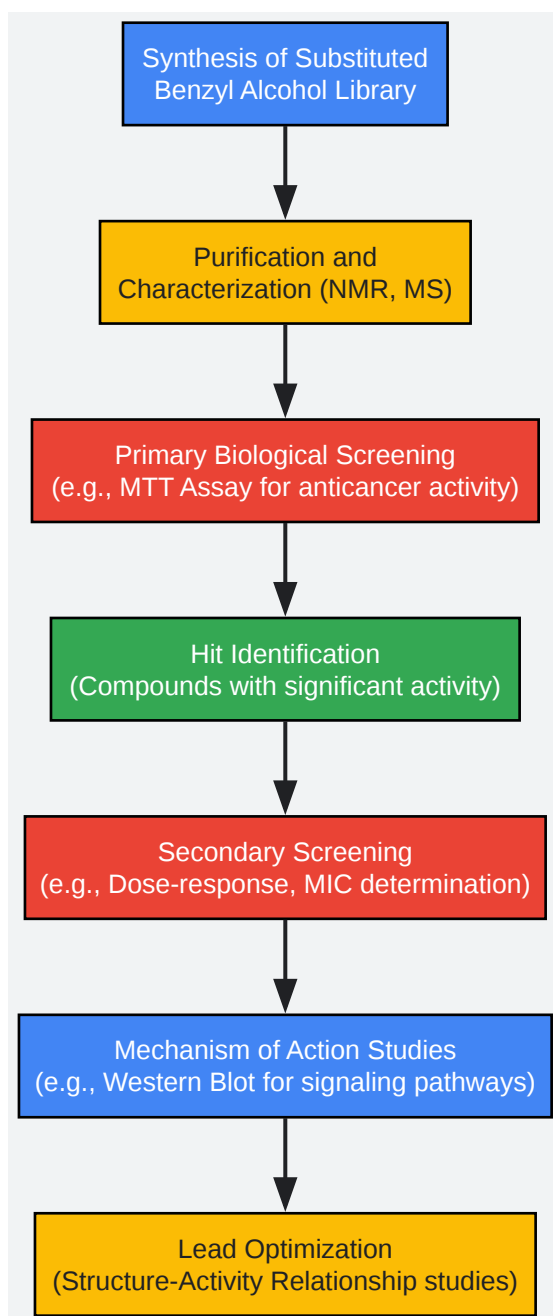 Synthesis of Substituted
Benzyl Alcohol Library
Purification and
Characterization (NMR, MS)
Primary Biological Screening
(e.g., MTT Assay for anticancer activity)
Hit Identification
(Compounds with significant activity)
Secondary Screening
(e.g., Dose-response, MIC determination)
Mechanism of Action Studies
(e.g., Western Blot for signaling pathways)
Lead Optimization
(Structure-Activity Relationship studies)